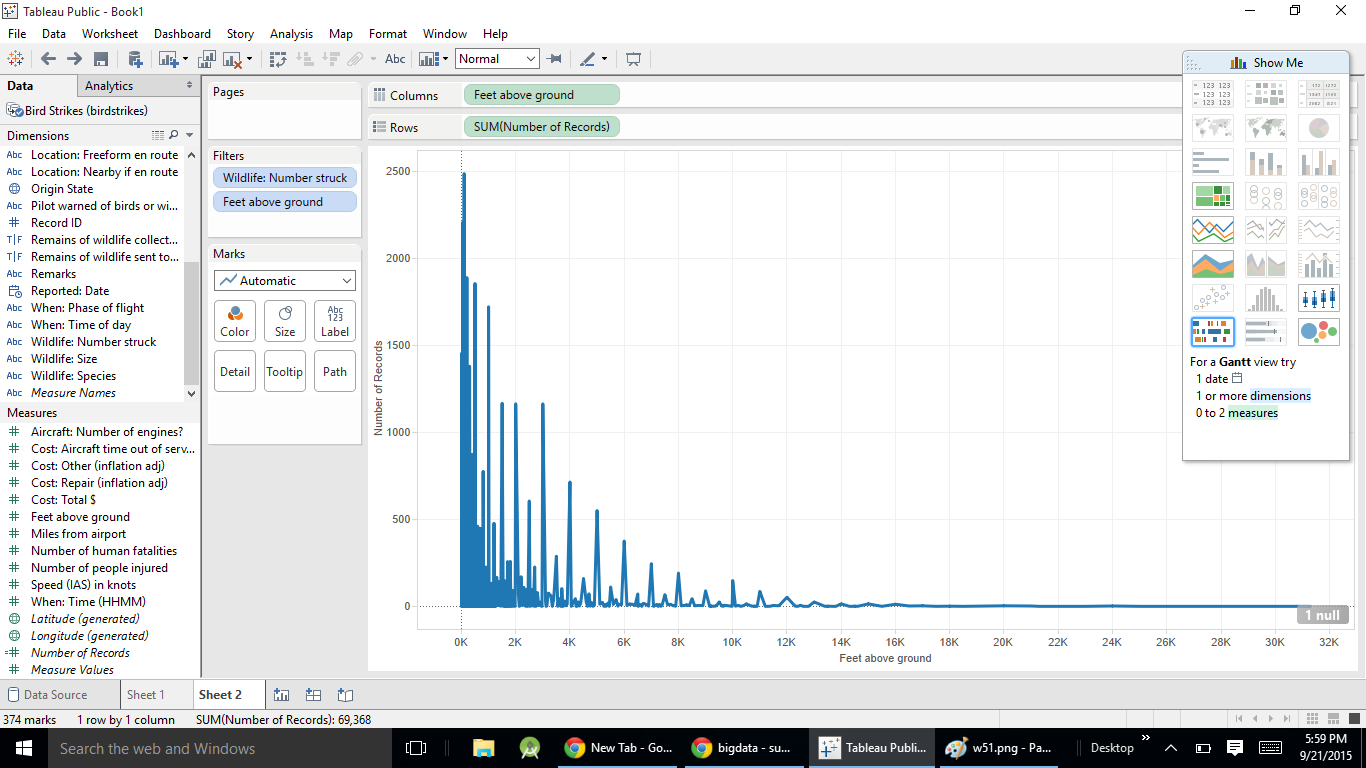 Tableau Public - Book1
File Data Worksheet Dashboard Story Analysis Map Format Window Help
Abc Normal
Data Analytics
Bird Strikes (birdstrikes)
Dimensions
Abc Location: Freeform en route
Abc Location: Nearby if en route
Origin State
Abc Pilot warned of birds or wi...
# Record ID
T|F Remains of wildlife collect...
T|F Remains of wildlife sent to...
Abc Remarks
Reported: Date
Abc When: Phase of flight
Abc When: Time of day
Abc Wildlife: Number struck
Abc Wildlife: Size
Abc Wildlife: Species
Abc Measure Names
Measures
# Aircraft: Number of engines?
# Cost: Aircraft time out of serv...
# Cost: Other (inflation adj)
# Cost: Repair (inflation adj)
# Cost: Total $
# Feet above ground
# Miles from airport
# Number of human fatalities
# Number of people injured
# Speed (IAS) in knots
# When: Time (HHMM)
Latitude (generated)
Longitude (generated)
=# Number of Records
# Measure Values
Pages
Filters
Wildlife: Number struck
Feet above ground
Marks
Automatic
Color Size Abc 123 Label
Detail Tooltip Path
Columns Feet above ground
Rows SUM(Number of Records)
2500
2000
1500
1000
500
0
Number of Records
0K 2K 4K 6K 8K 10K 12K 14K 16K 18K 20K 22K 24K 26K 28K 30K 32K
Feet above ground
1 null
Show Me
For a Gantt view try
1 date
1 or more dimensions
0 to 2 measures
Data Source Sheet 1 Sheet 2
374 marks 1 row by 1 column SUM(Number of Records): 69,368
Search the web and Windows
New Tab - Go...
bigdata - su...
Tableau Publi...
w51.png - Pa...
Desktop
5:59 PM
9/21/2015